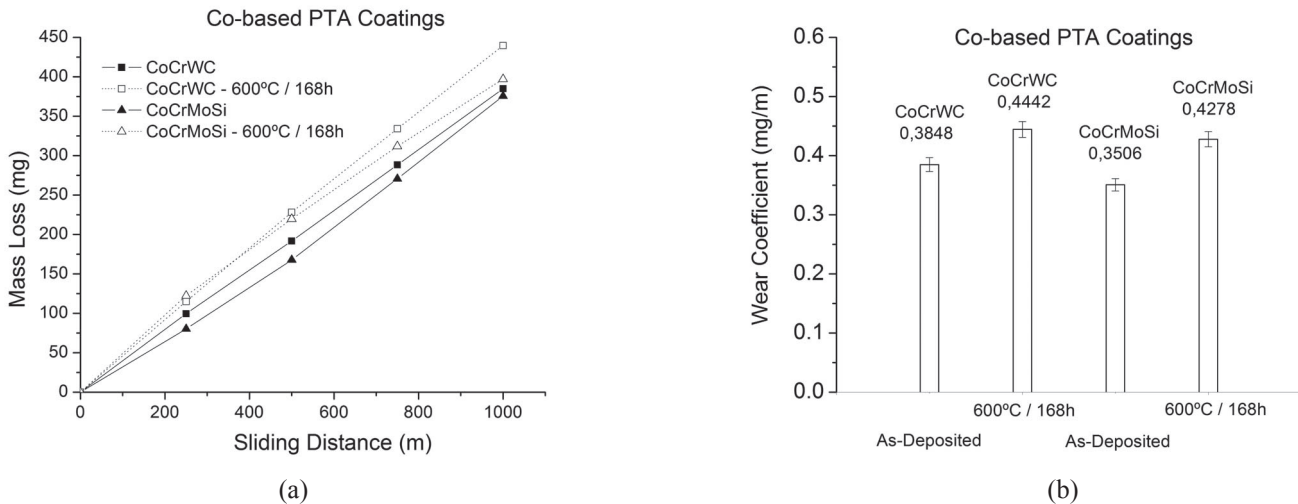 Co-based PTA Coatings
450
400
350
300
250
200
150
100
50
0
Mass Loss (mg)
CoCrWC
CoCrWC - 600ºC / 168h
CoCrMoSi
CoCrMoSi - 600ºC / 168h
0 200 400 600 800 1000
Sliding Distance (m)
(a)
Co-based PTA Coatings
0.6
0.5
0.4
0.3
0.2
0.1
0.0
Wear Coefficient (mg/m)
CoCrWC
0,3848
CoCrWC
0,4442
CoCrMoSi
0,3506
CoCrMoSi
0,4278
600ºC / 168h 600ºC / 168h
As-Deposited As-Deposited
(b)